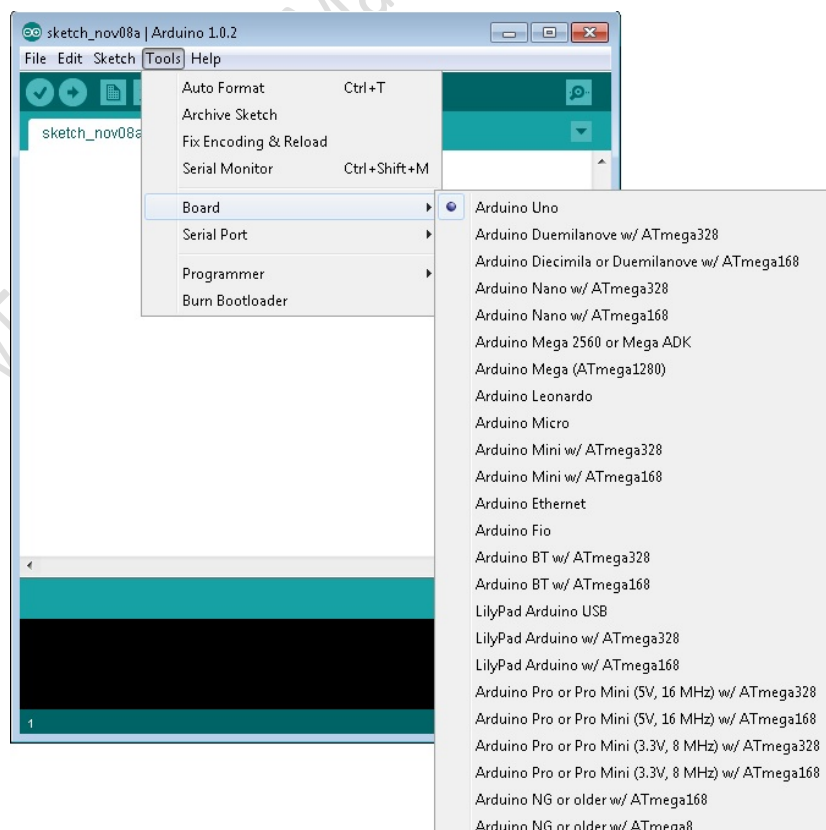 sketch_nov08a | Arduino 1.0.2
File Edit Sketch Tools Help
Auto Format Ctrl+T
Archive Sketch
sketch_nov08a
Fix Encoding & Reload
Serial Monitor Ctrl+Shift+M
Board
Serial Port
Programmer
Burn Bootloader
Arduino Uno
Arduino Duemilanove w/ ATmega328
Arduino Diecimila or Duemilanove w/ ATmega168
Arduino Nano w/ ATmega328
Arduino Nano w/ ATmega168
Arduino Mega 2560 or Mega ADK
Arduino Mega (ATmega1280)
Arduino Leonardo
Arduino Micro
Arduino Mini w/ ATmega328
Arduino Mini w/ ATmega168
Arduino Ethernet
Arduino Fio
Arduino BT w/ ATmega328
Arduino BT w/ ATmega168
LilyPad Arduino USB
LilyPad Arduino w/ ATmega328
LilyPad Arduino w/ ATmega168
Arduino Pro or Pro Mini (5V, 16 MHz) w/ ATmega328
Arduino Pro or Pro Mini (5V, 16 MHz) w/ ATmega168
Arduino Pro or Pro Mini (3.3V, 8 MHz) w/ ATmega328
Arduino Pro or Pro Mini (3.3V, 8 MHz) w/ ATmega168
Arduino NG or older w/ ATmega168
Arduino NG or older w/ ATmega8
1